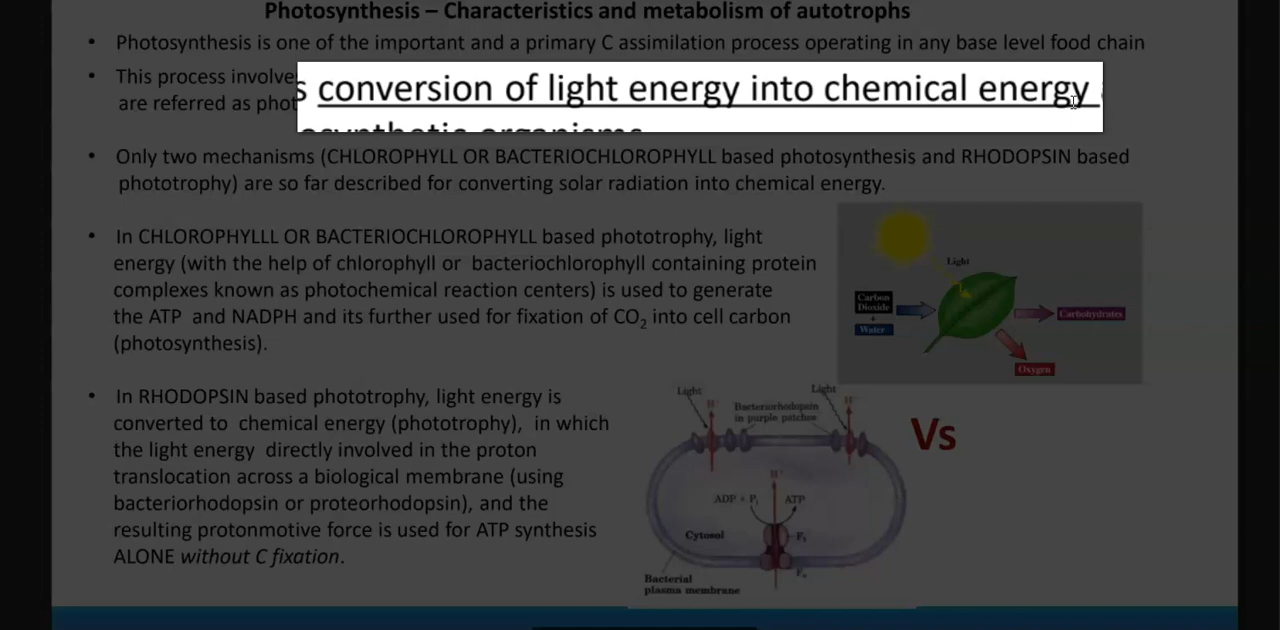 Photosynthesis – Characteristics and metabolism of autotrophs
• Photosynthesis is one of the important and a primary C assimilation process operating in any base level food chain
• This process involve
s conversion of light energy into chemical energy
are referred as phot
osynthetic organisms
• Only two mechanisms (CHLOROPHYLL OR BACTERIOCHLOROPHYLL based photosynthesis and RHODOPSIN based
phototrophy) are so far described for converting solar radiation into chemical energy.
• In CHLOROPHYLLL OR BACTERIOCHLOROPHYLL based phototrophy, light
energy (with the help of chlorophyll or bacteriochlorophyll containing protein
complexes known as photochemical reaction centers) is used to generate
the ATP and NADPH and its further used for fixation of CO₂ into cell carbon
(photosynthesis).
Light
Carbon
Dioxide
+
Water
Carbohydrates
Oxygen
• In RHODOPSIN based phototrophy, light energy is
converted to chemical energy (phototrophy), in which
the light energy directly involved in the proton
translocation across a biological membrane (using
bacteriorhodopsin or proteorhodopsin), and the
resulting protonmotive force is used for ATP synthesis
ALONE without C fixation.
Light
Light
H⁺
H⁺
Bacteriorhodopsin
in purple patches
Vs
H⁺
ADP + Pᵢ
ATP
Cytosol
F₁
F₀
Bacterial
plasma membrane